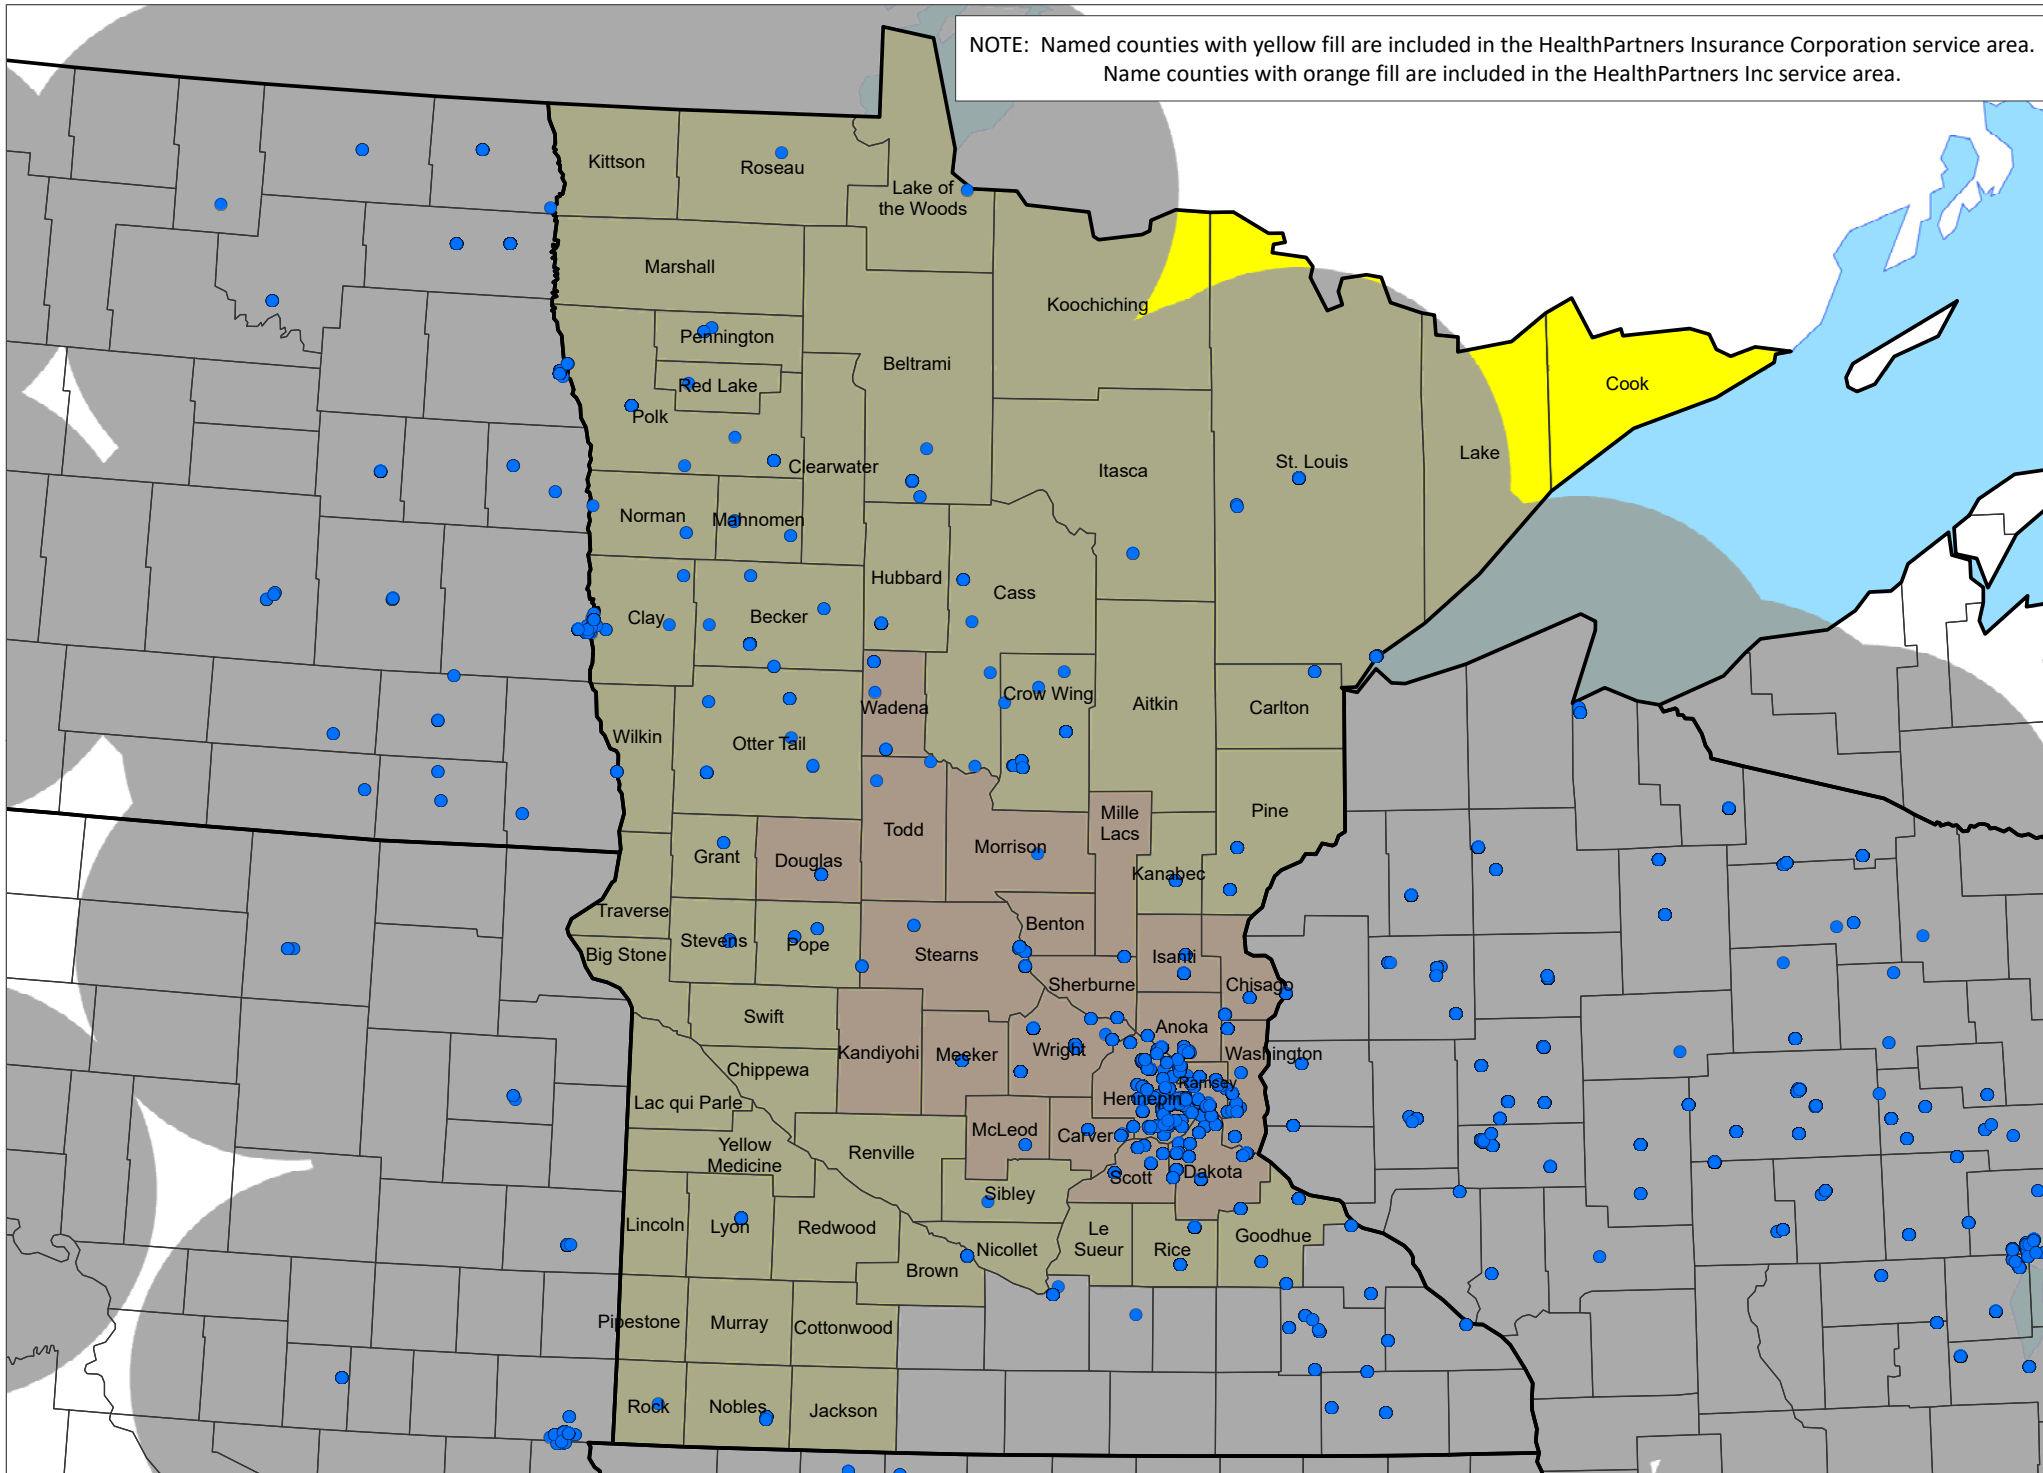 NOTE: Named counties with yellow fill are included in the HealthPartners Insurance Corporation service area.
Name counties with orange fill are included in the HealthPartners Inc service area.
Kittson
Roseau
Lake of
the Woods
Marshall
Koochiching
Pennington
Beltrami
Red Lake
Cook
Polk
Lake
St. Louis
Clearwater
Itasca
Norman
Mahnomen
Hubbard
Cass
Clay
Becker
Crow Wing
Wadena
Aitkin
Carlton
Wilkin
Otter Tail
Pine
Mille
Lacs
Todd
Morrison
Grant
Douglas
Kanabec
Traverse
Benton
Stevens
Pope
Big Stone
Stearns
Isanti
Sherburne
Chisago
Swift
Anoka
Kandiyohi
Meeker
Wright
Washington
Chippewa
Ramsey
Hennepin
Lac qui Parle
McLeod
Carver
Yellow
Medicine
Renville
Scott
Dakota
Sibley
Lincoln
Lyon
Redwood
Le
Sueur
Rice
Goodhue
Nicollet
Brown
Pipestone
Murray
Cottonwood
Rock
Nobles
Jackson